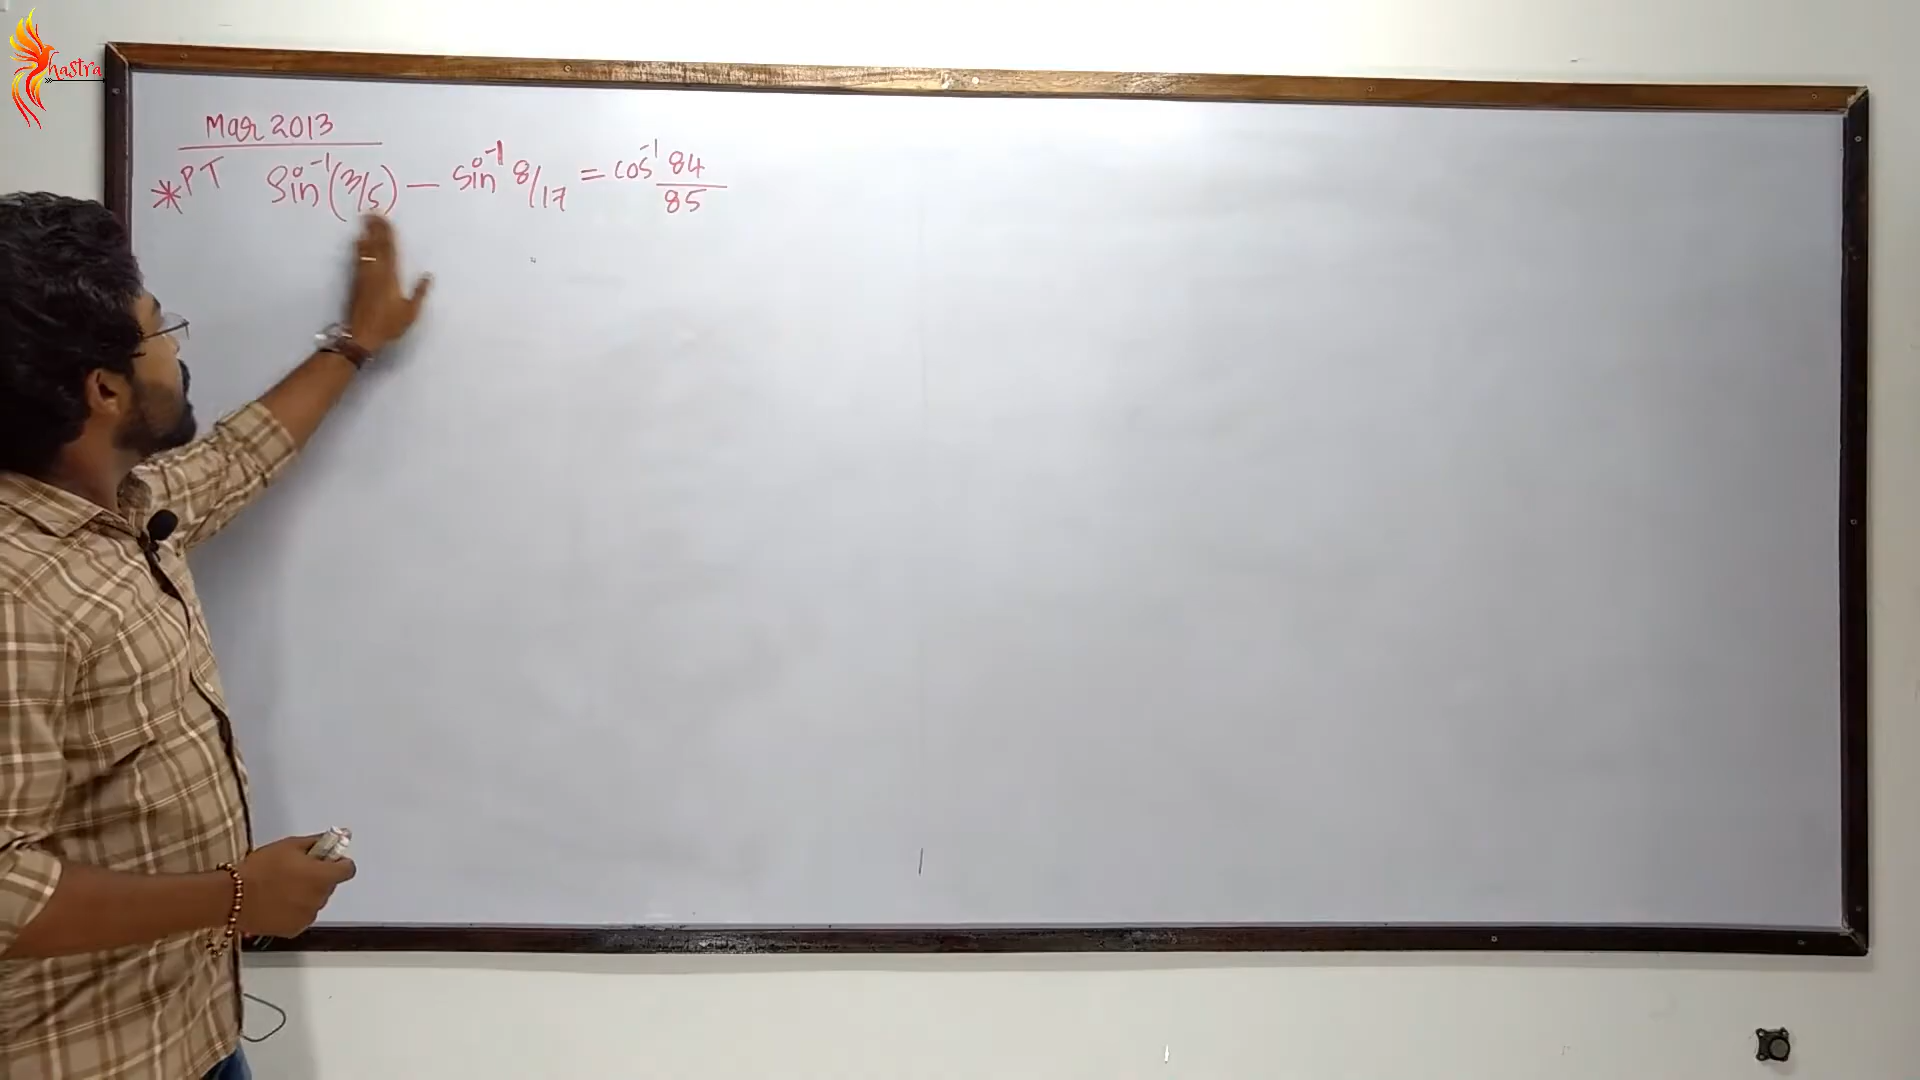 hastra
Mar 2013
*PT Sin⁻¹(3/5) — Sin⁻¹ 8/17 = cos⁻¹ 84/85